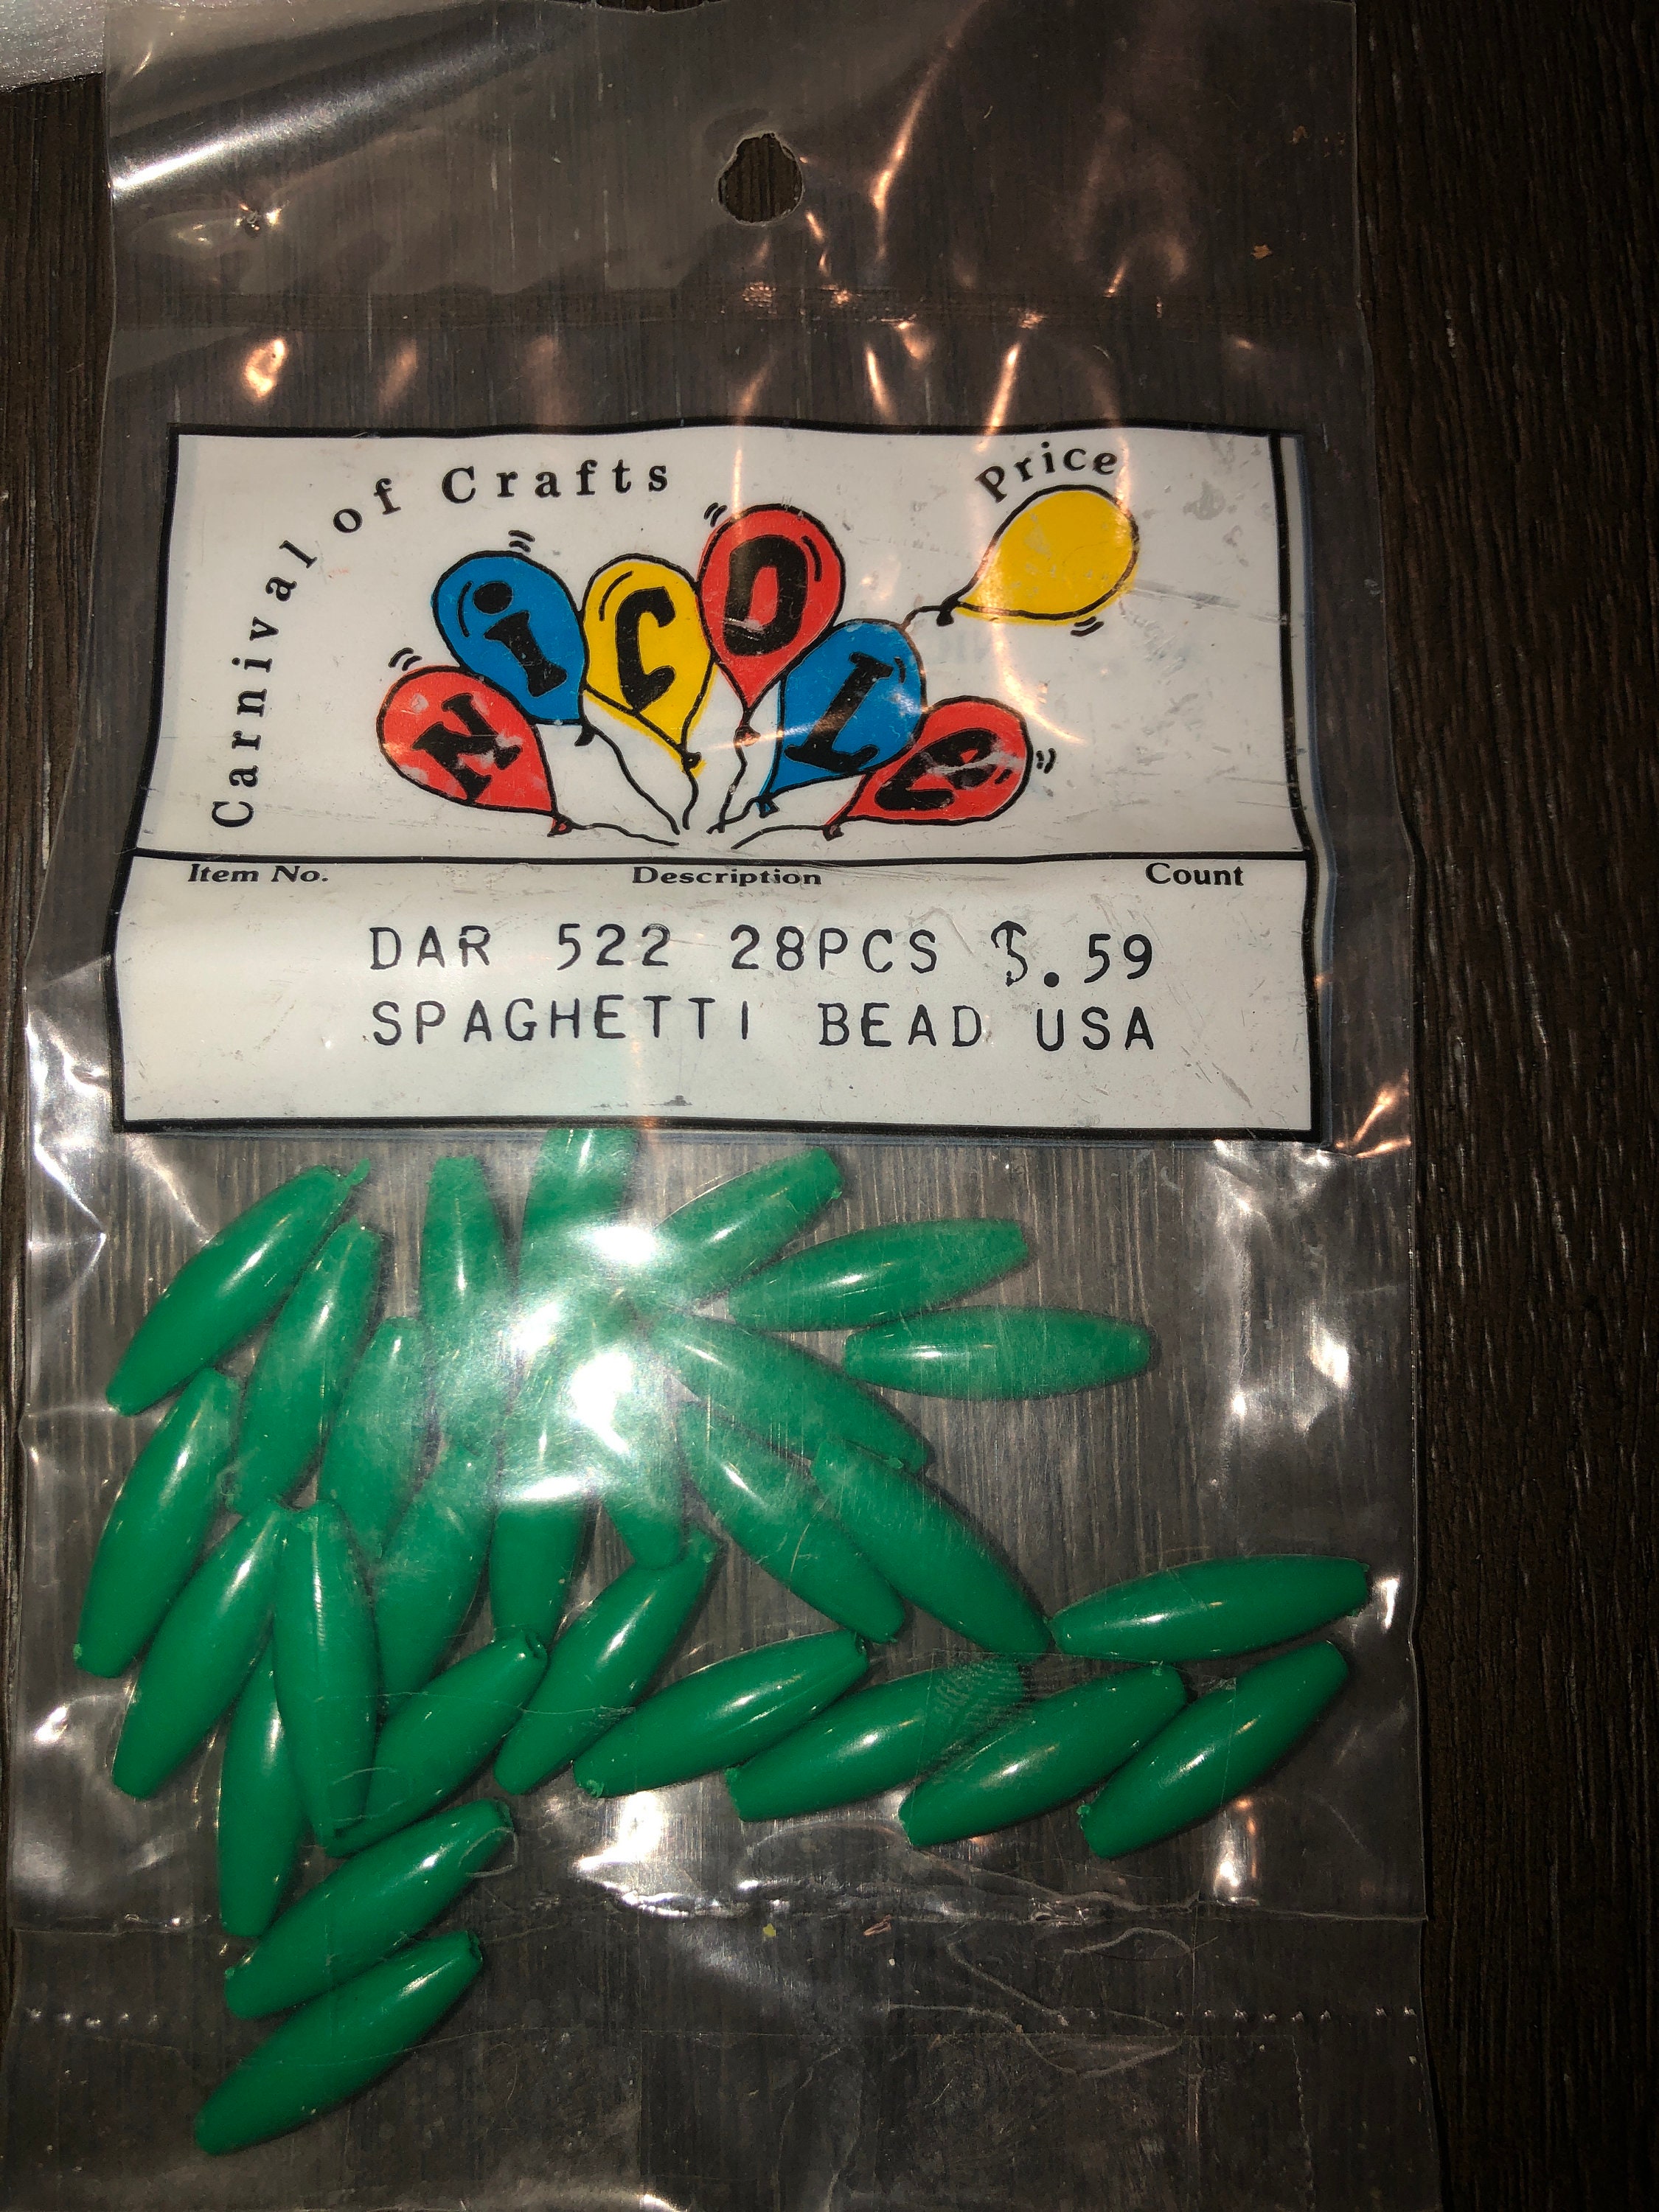 Carnival of Crafts
Price
NiCOLe
Item No. Description Count
DAR 522 28PCS $.59
SPAGHETTI BEAD USA